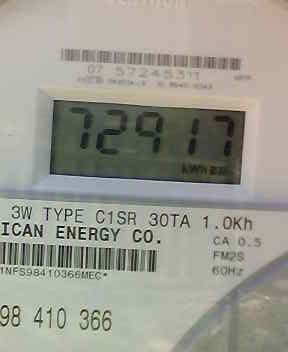 07 57245311
72917
kWh
3W TYPE C1SR 30TA 1.0Kh
ICAN ENERGY CO.
CA 0.5
FM2S
60Hz
1NFS98410366MEC*
98 410 366